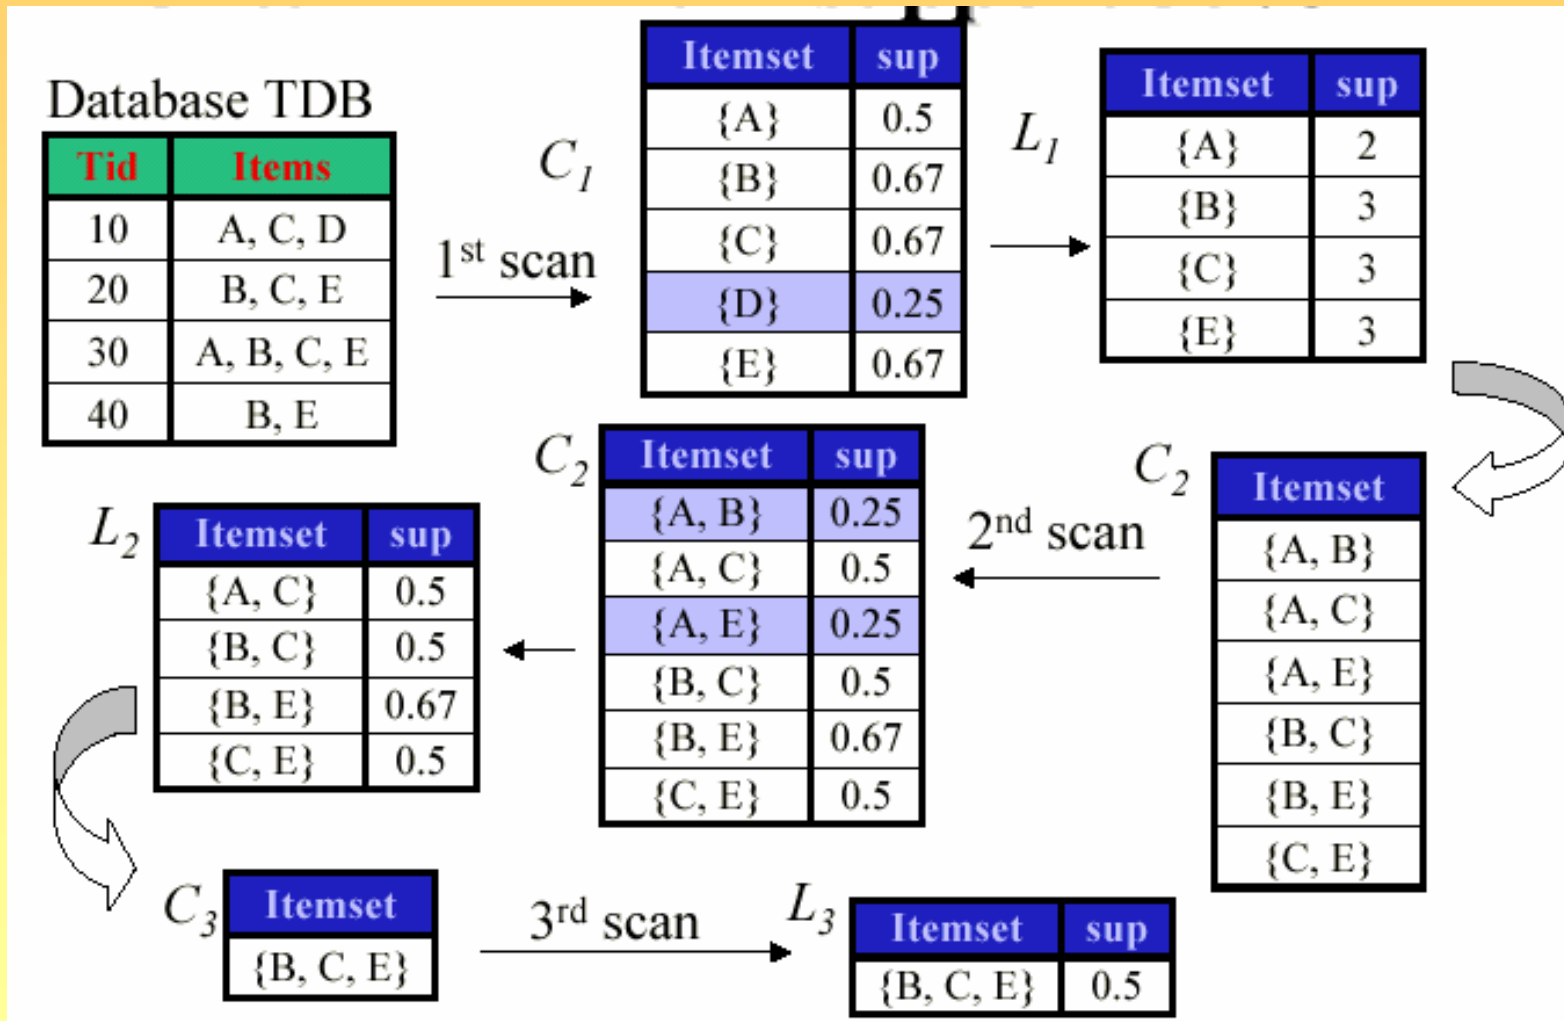 Database TDB
Tid Items
10 A, C, D
20 B, C, E
30 A, B, C, E
40 B, E
1st scan
C1
Itemset sup
{A} 0.5
{B} 0.67
{C} 0.67
{D} 0.25
{E} 0.67
L1
Itemset sup
{A} 2
{B} 3
{C} 3
{E} 3
C2
Itemset
{A, B}
{A, C}
{A, E}
{B, C}
{B, E}
{C, E}
2nd scan
C2
Itemset sup
{A, B} 0.25
{A, C} 0.5
{A, E} 0.25
{B, C} 0.5
{B, E} 0.67
{C, E} 0.5
L2
Itemset sup
{A, C} 0.5
{B, C} 0.5
{B, E} 0.67
{C, E} 0.5
C3
Itemset
{B, C, E}
3rd scan
L3
Itemset sup
{B, C, E} 0.5